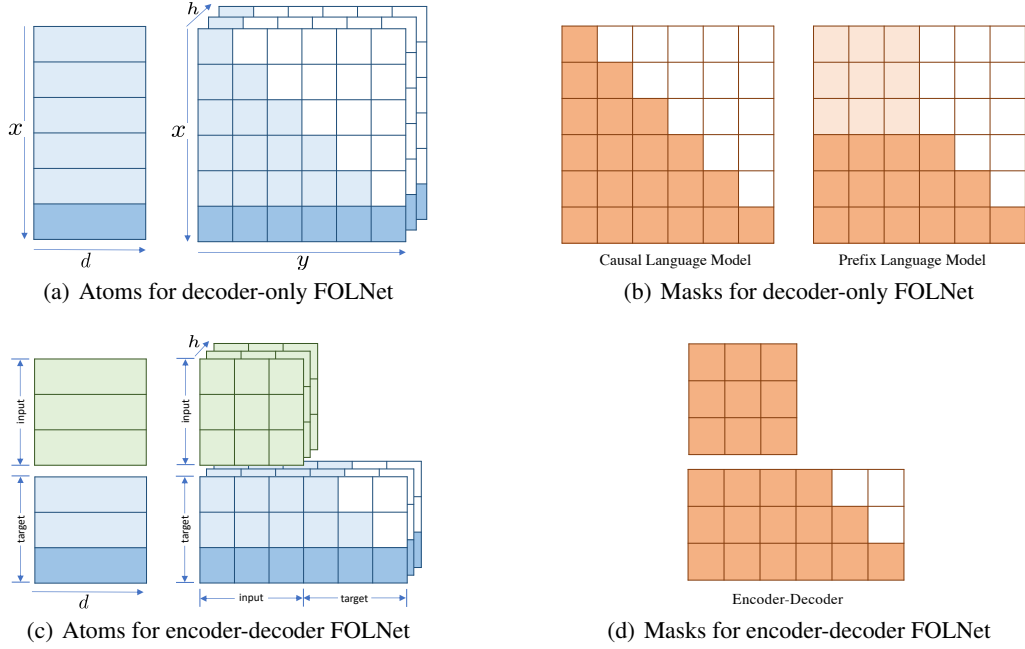 h
x
x
d
y
(a) Atoms for decoder-only FOLNet
Causal Language Model
Prefix Language Model
(b) Masks for decoder-only FOLNet
h
input
input
target
target
d
input
target
(c) Atoms for encoder-decoder FOLNet
Encoder-Decoder
(d) Masks for encoder-decoder FOLNet